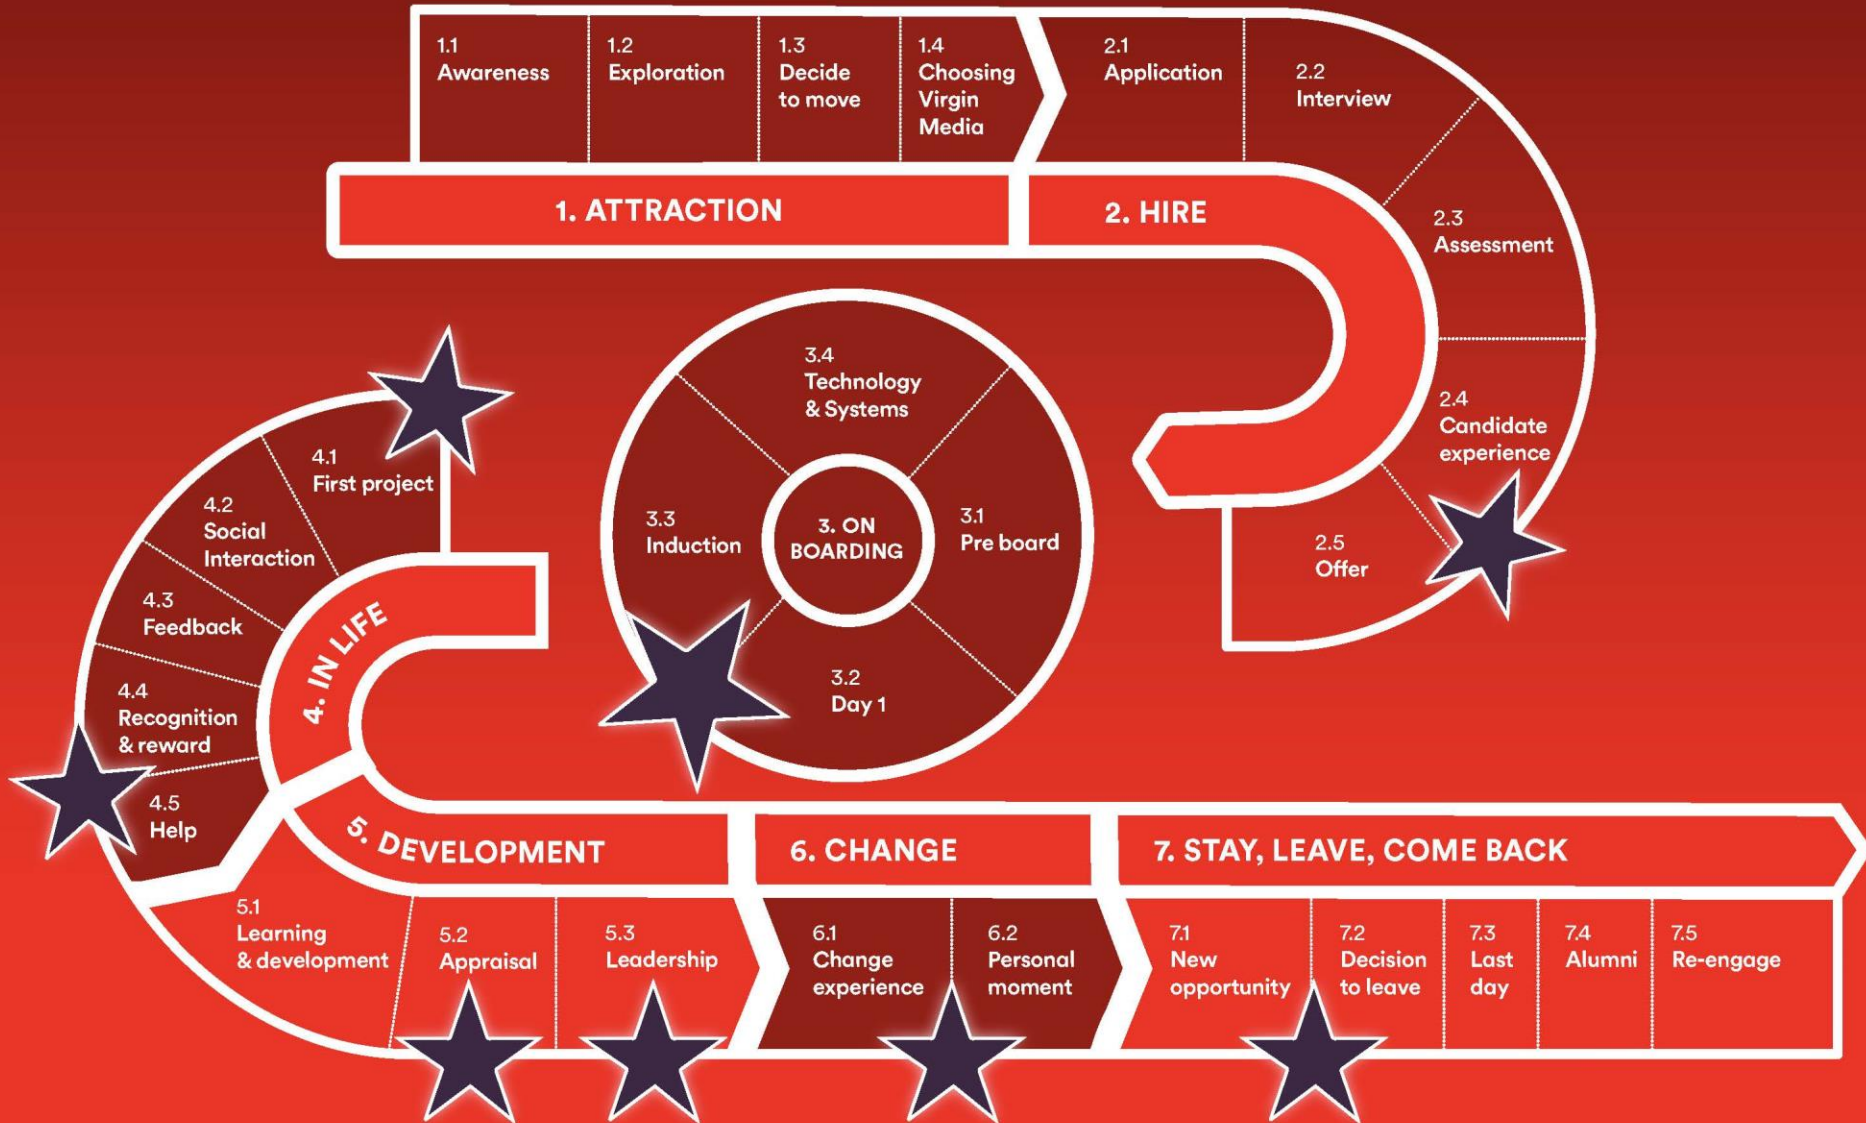 1.1
Awareness
1.2
Exploration
1.3
Decide
to move
1.4
Choosing
Virgin
Media
1. ATTRACTION
2.1
Application
2.2
Interview
2.3
Assessment
2.4
Candidate
experience
2.5
Offer
2. HIRE
3. ON
BOARDING
3.1
Pre board
3.2
Day 1
3.3
Induction
3.4
Technology
& Systems
4. IN LIFE
4.1
First project
4.2
Social
Interaction
4.3
Feedback
4.4
Recognition
& reward
4.5
Help
5. DEVELOPMENT
5.1
Learning
& development
5.2
Appraisal
5.3
Leadership
6. CHANGE
6.1
Change
experience
6.2
Personal
moment
7. STAY, LEAVE, COME BACK
7.1
New
opportunity
7.2
Decision
to leave
7.3
Last
day
7.4
Alumni
7.5
Re-engage